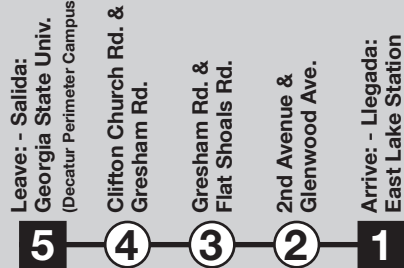 Leave: - Salida:
Georgia State Univ.
(Decatur Perimeter Campus)
Clifton Church Rd. &
Gresham Rd.
Gresham Rd. &
Flat Shoals Rd.
2nd Avenue &
Glenwood Ave.
Arrive: - Llegada:
East Lake Station
5
4
3
2
1